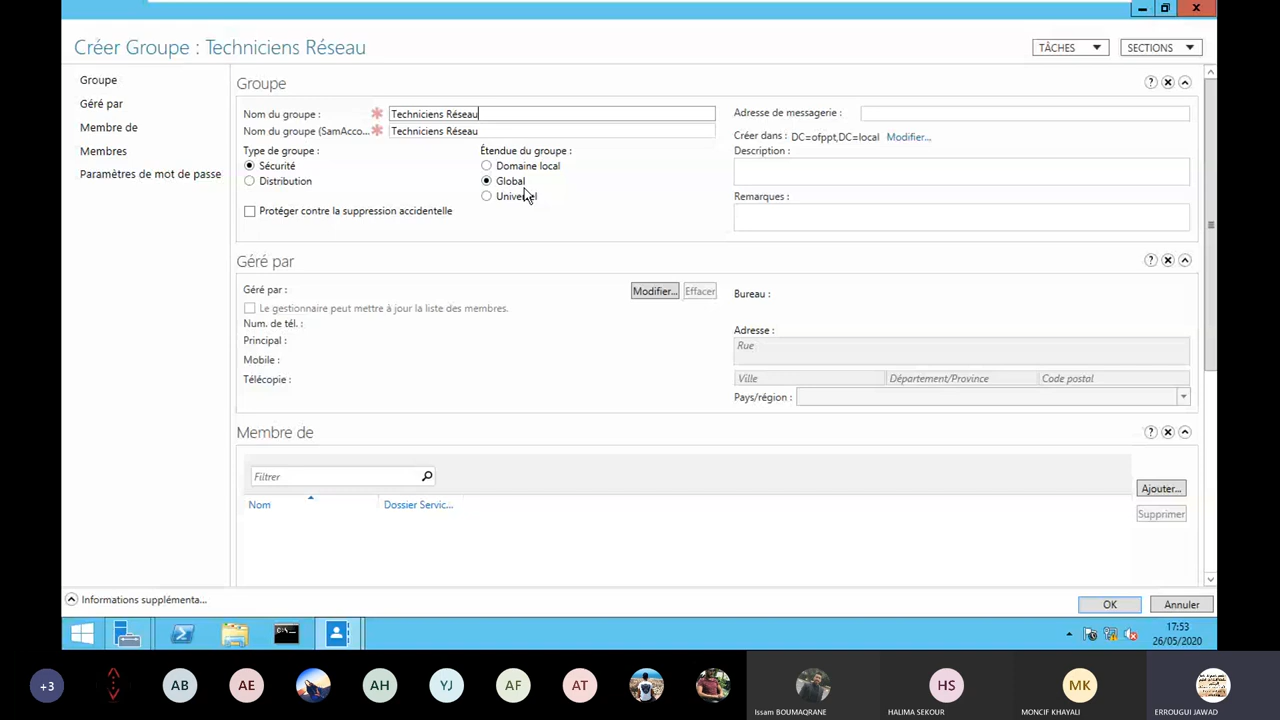 Créer Groupe : Techniciens Réseau
TÂCHES
SECTIONS
Groupe
Géré par
Membre de
Membres
Paramètres de mot de passe
Groupe
Nom du groupe :
Techniciens Réseau
Nom du groupe (SamAcco...
Techniciens Réseau
Type de groupe :
Sécurité
Distribution
Étendue du groupe :
Domaine local
Global
Universel
Protéger contre la suppression accidentelle
Adresse de messagerie :
Créer dans : DC=ofppt,DC=local Modifier...
Description :
Remarques :
Géré par
Géré par :
Modifier...
Effacer
Le gestionnaire peut mettre à jour la liste des membres.
Num. de tél. :
Principal :
Mobile :
Télécopie :
Bureau :
Adresse :
Rue
Ville
Département/Province
Code postal
Pays/région :
Membre de
Filtrer
Nom
Dossier Servic...
Ajouter...
Supprimer
Informations supplémenta...
OK
Annuler
17:53
26/05/2020
+3
AB
AE
AH
YJ
AF
AT
Issam BOUMAQRANE
HS
HALIMA SEKOUR
MK
MONCIF KHAYALI
ERROUGUI JAWAD